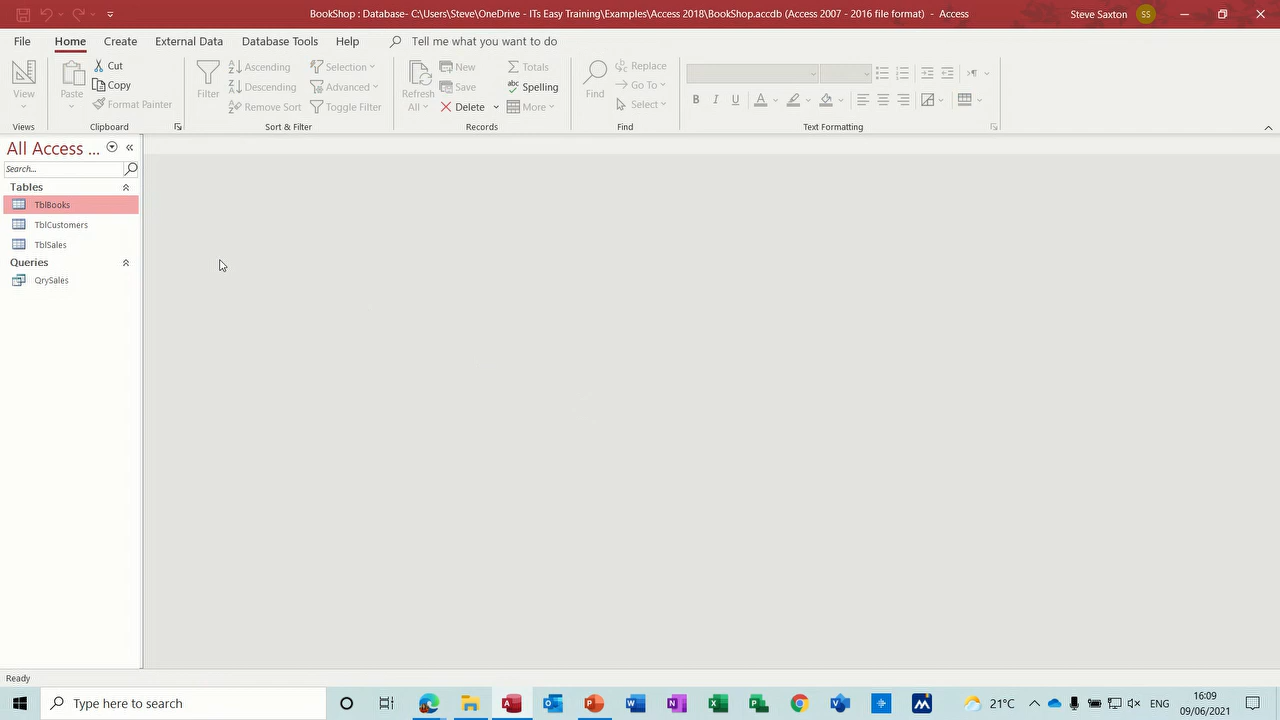 BookShop : Database- C:\Users\Steve\OneDrive - ITs Easy Training\Examples\Access 2018\BookShop.accdb (Access 2007 - 2016 file format) - Access
Steve Saxton
SS
File Home Create External Data Database Tools Help Tell me what you want to do
View
Views
Paste
Cut
Copy
Format Painter
Clipboard
Filter
Ascending
Descending
Remove Sort
Selection
Advanced
Toggle Filter
Sort & Filter
Refresh
All
New
Save
Delete
Totals
Spelling
More
Records
Find
Replace
Go To
Select
Find
B I U A
Text Formatting
All Access ...
Search...
Tables
TblBooks
TblCustomers
TblSales
Queries
QrySales
Ready
Type here to search
21°C
ENG
16:09
09/06/2021